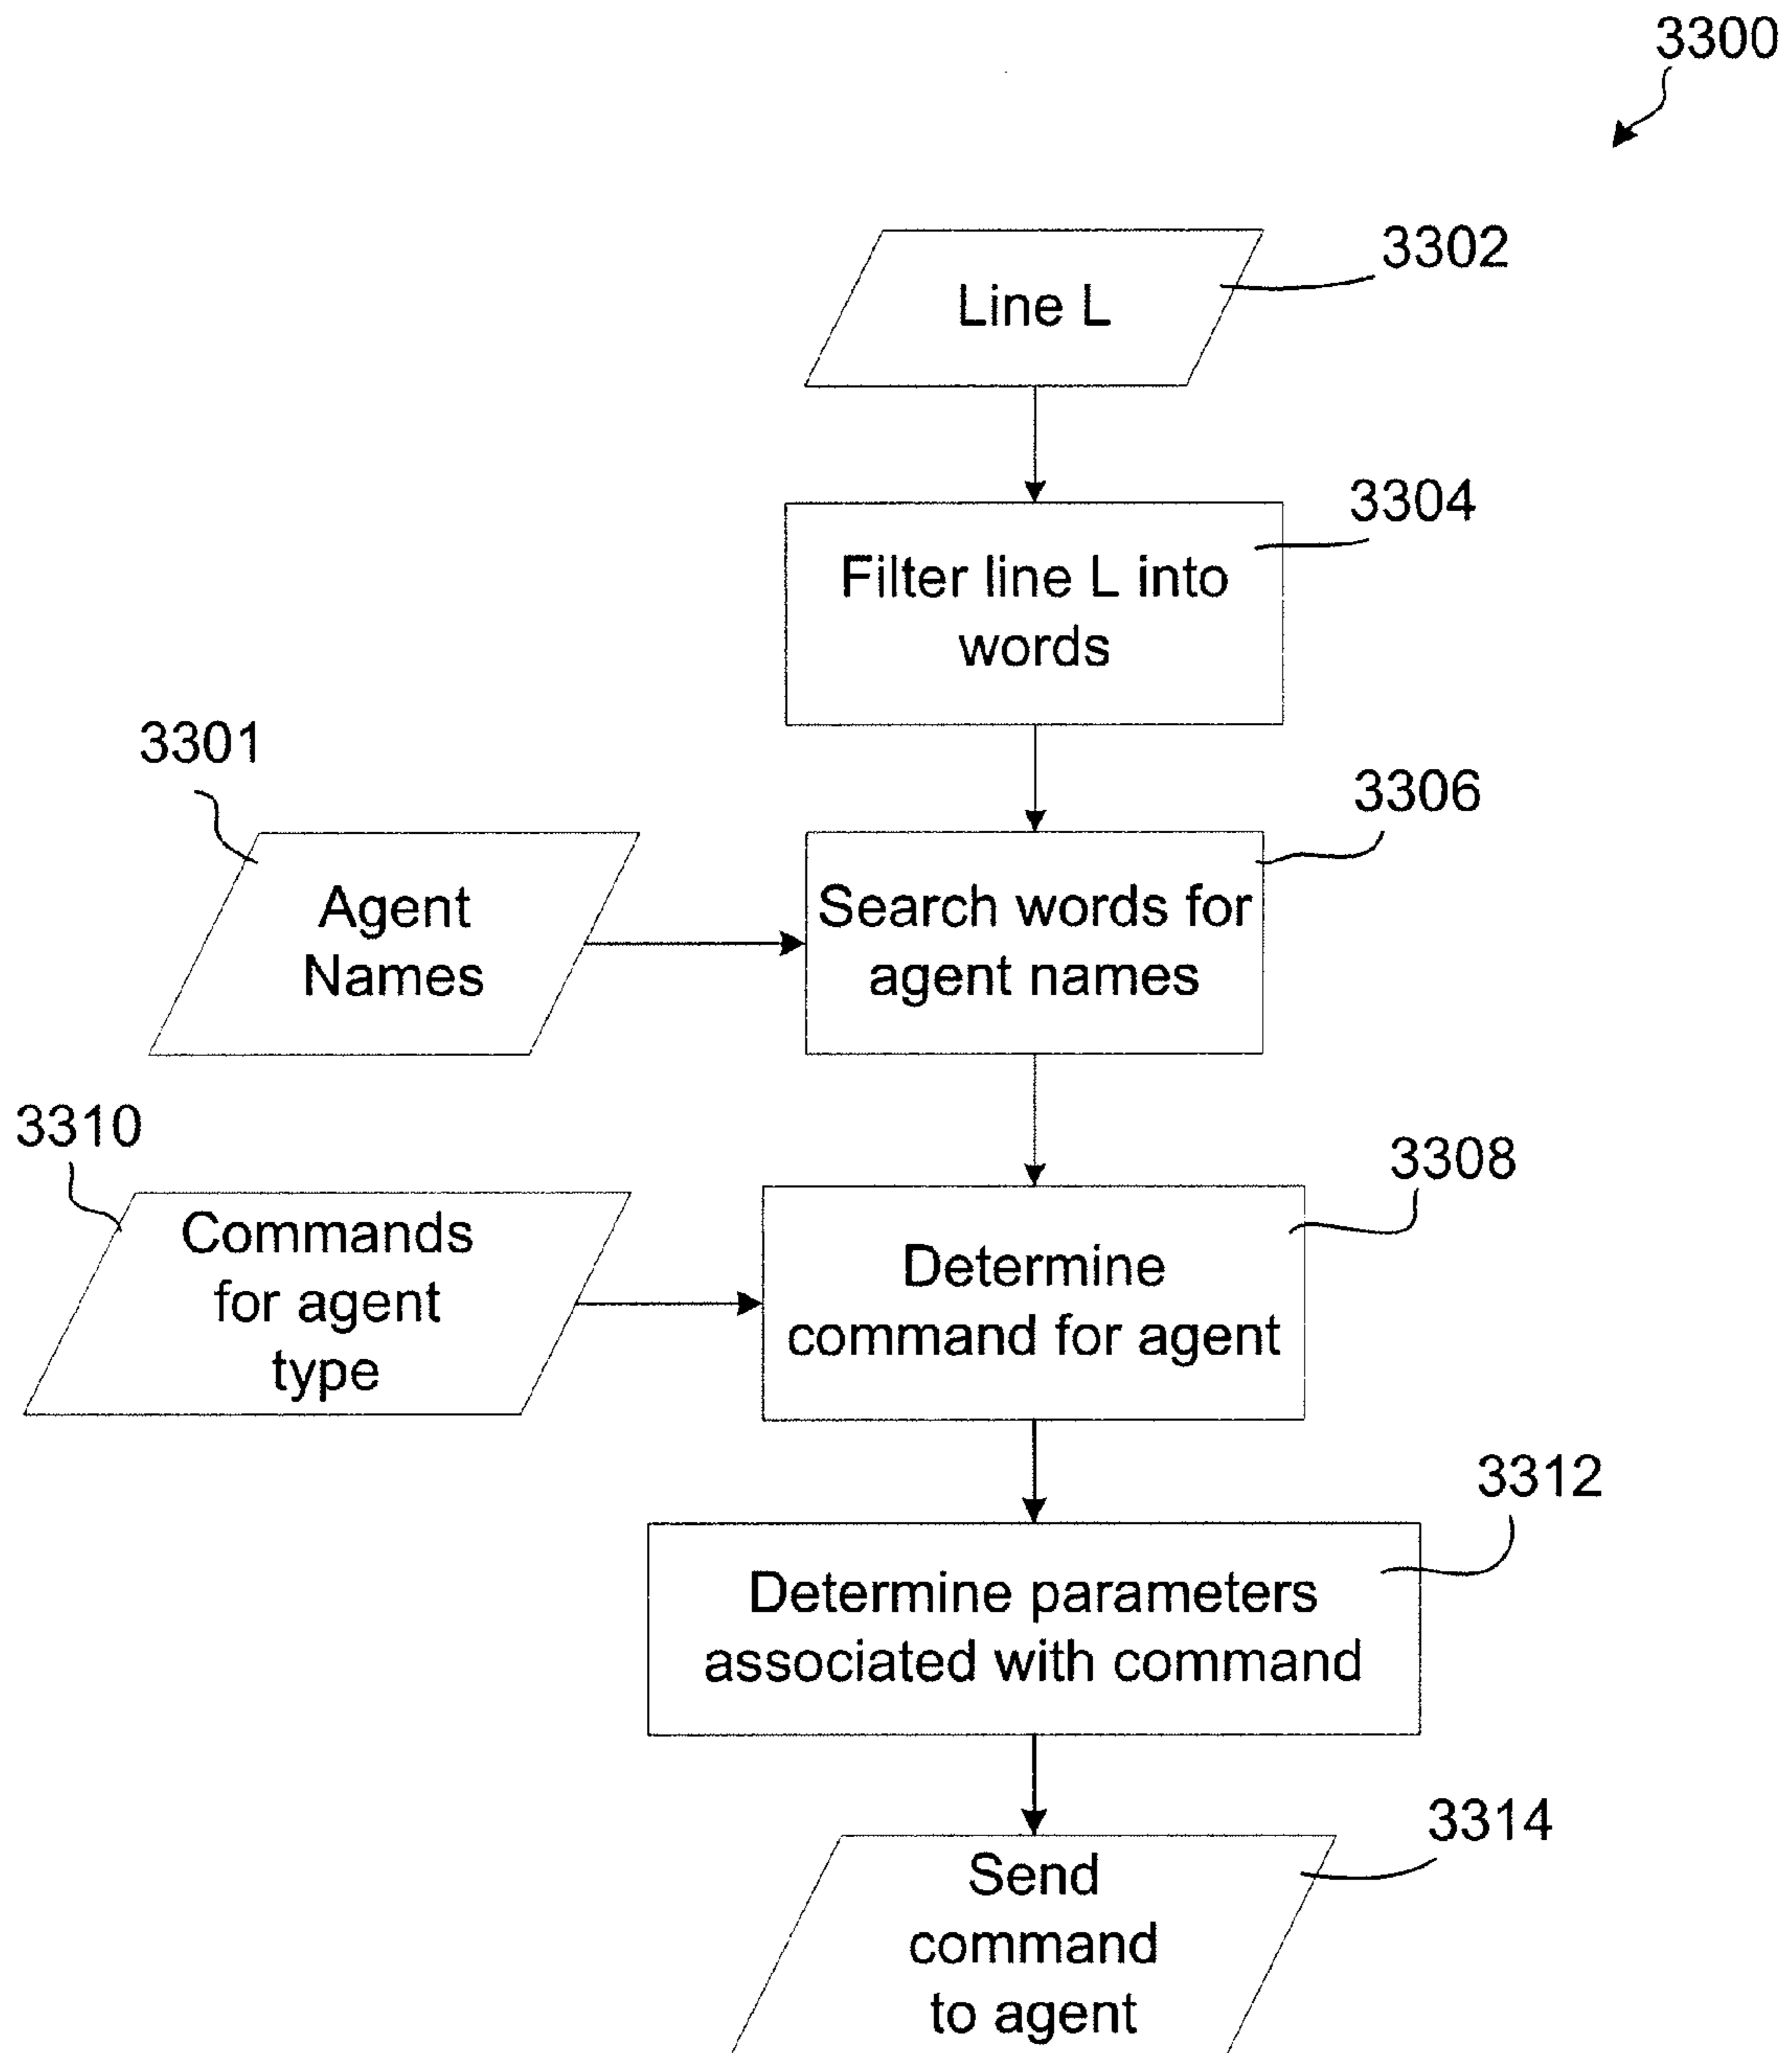 3300
3302
Line L
3304
Filter line L into
words
3301
3306
Agent
Names
Search words for
agent names
3310
3308
Commands
for agent
type
Determine
command for agent
3312
Determine parameters
associated with command
3314
Send
command
to agent